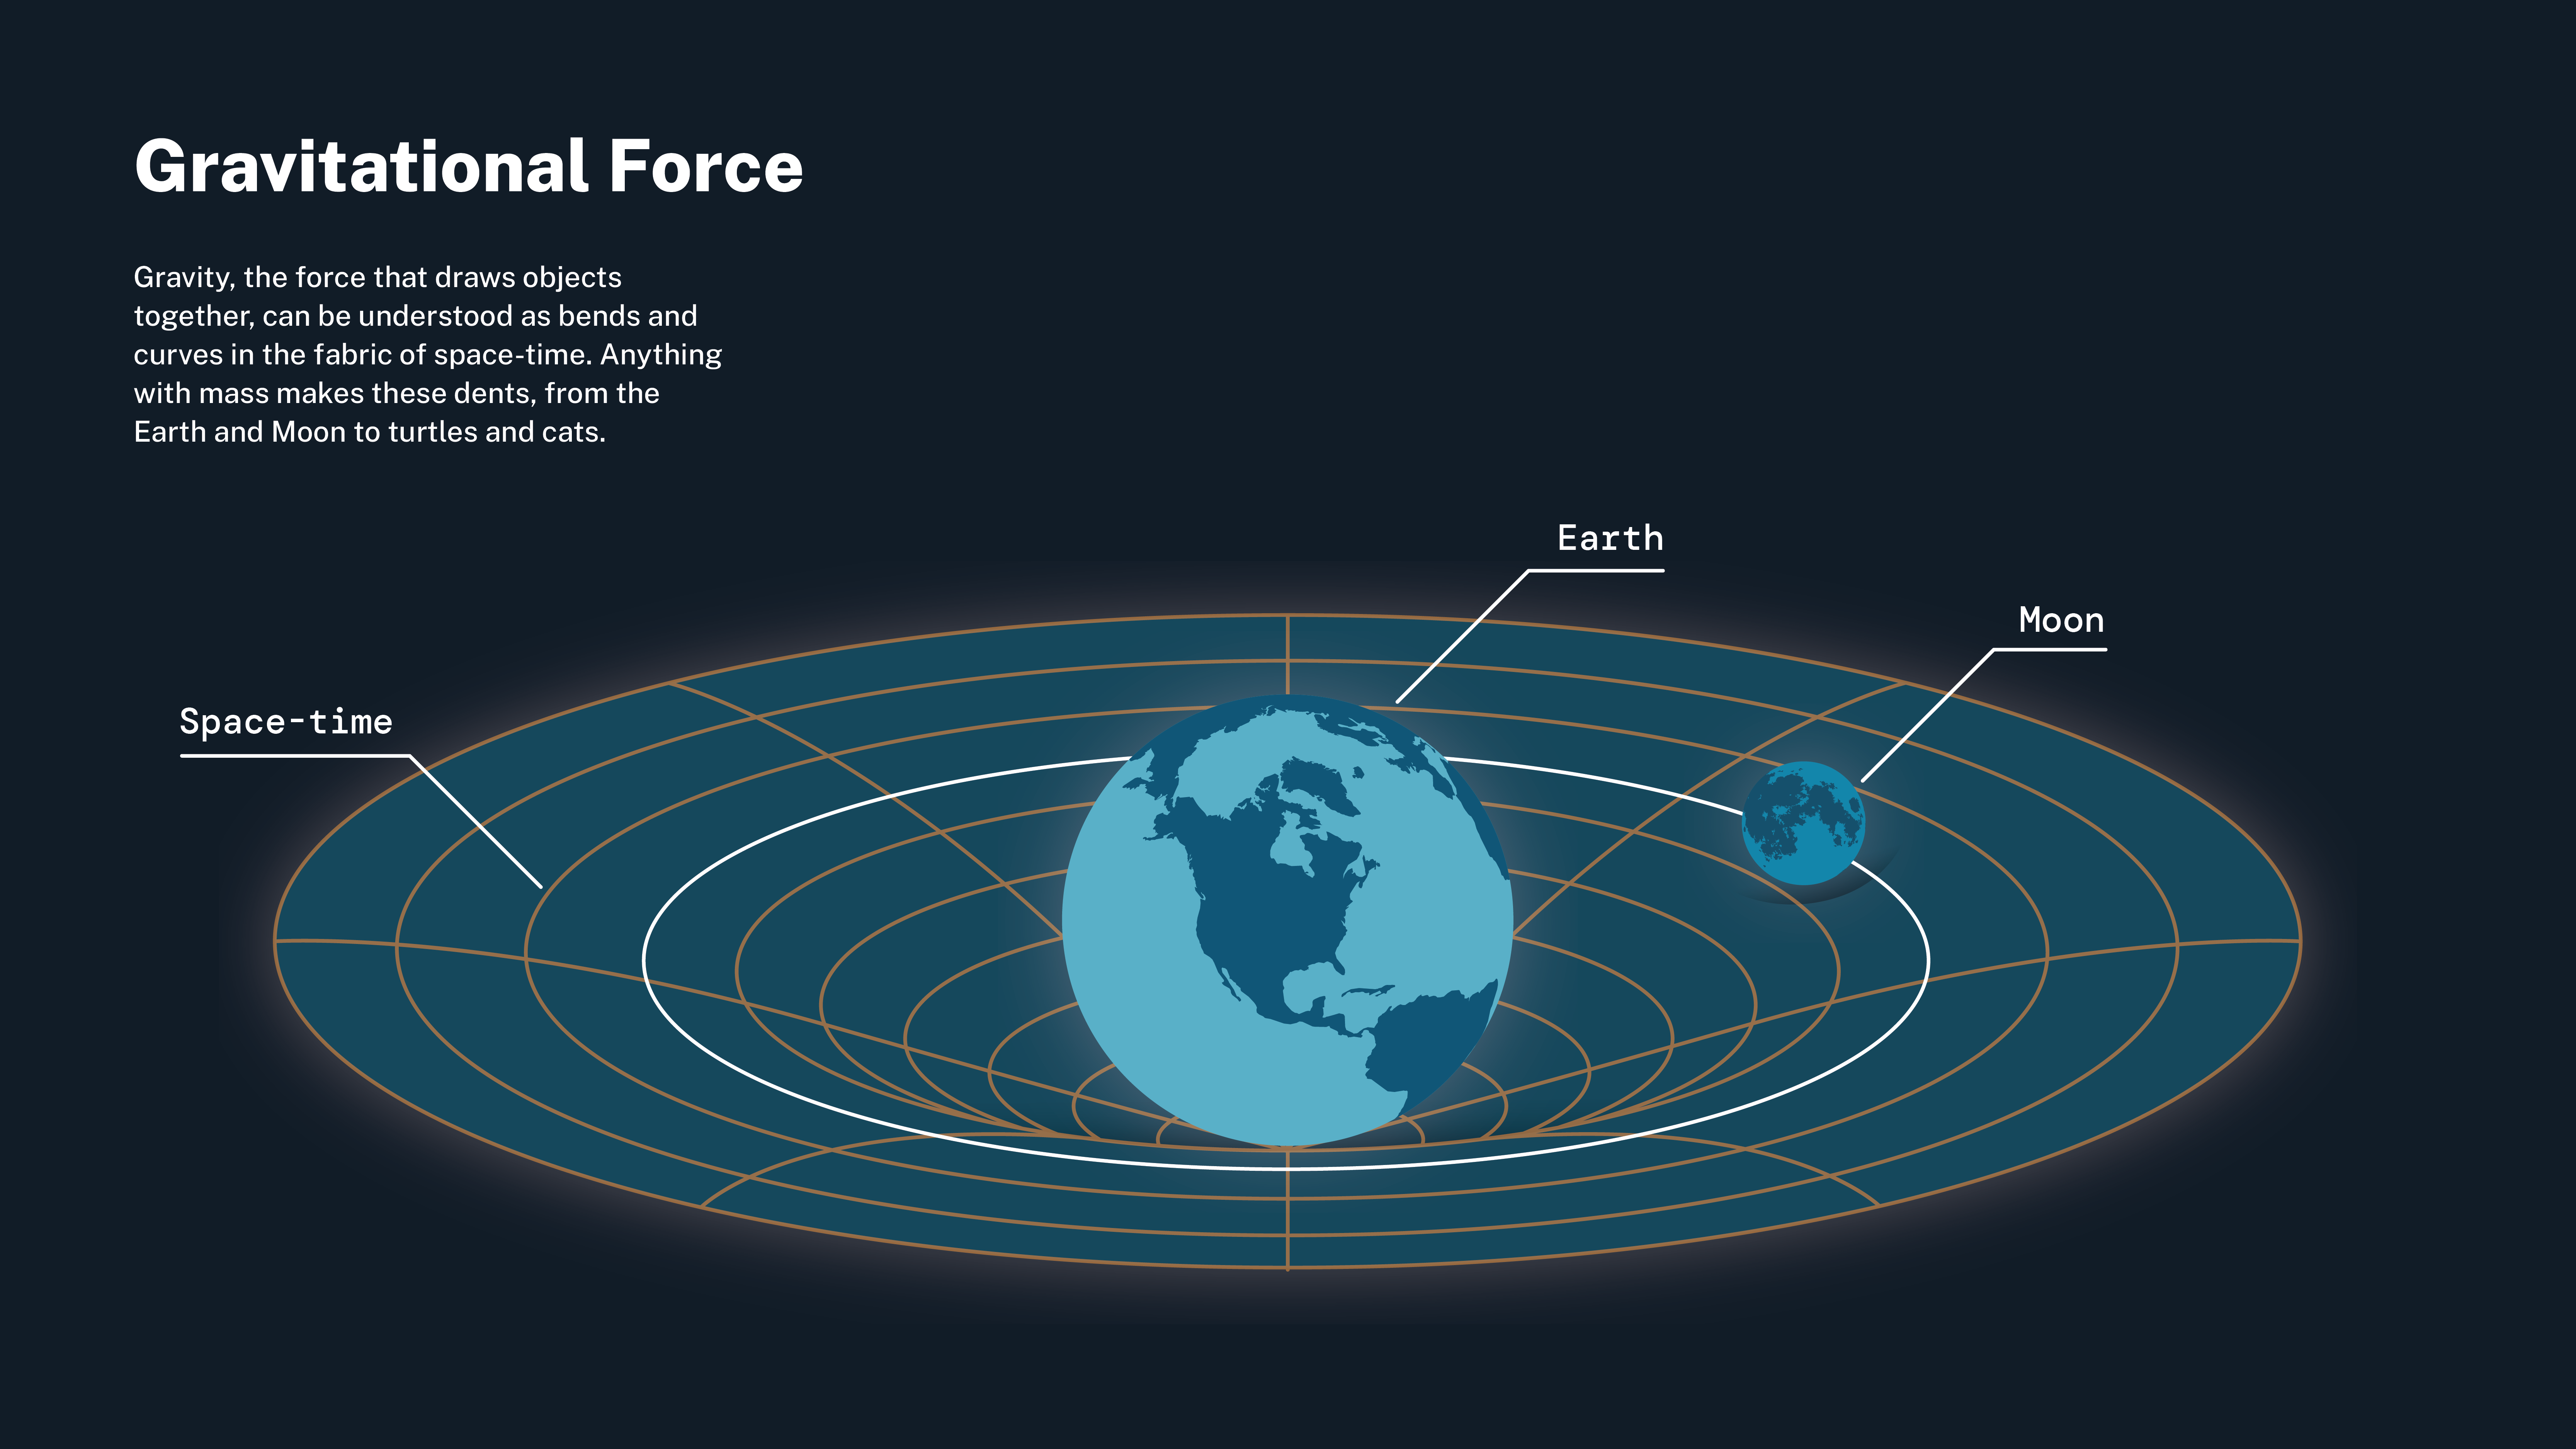 Gravitational Force
Gravity, the force that draws objects
together, can be understood as bends and
curves in the fabric of space-time. Anything
with mass makes these dents, from the
Earth and Moon to turtles and cats.
Earth
Moon
Space-time